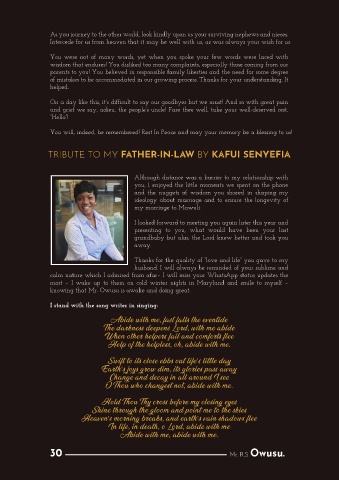 As you journey to the other world, look kindly upon us your surviving nephews and nieces.
Intercede for us from heaven that it may be well with us, as was always your wish for us.
You were not of many words, yet when you spoke your few words were laced with
wisdom that endures! You disliked too many complaints, especially those coming from our
parents to you! You believed in responsible family liberties and the need for some degree
of mistakes to be accommodated in our growing process. Thanks for your understanding. It
helped.
On a day like this, it's difficult to say our goodbyes but we must! And so with great pain
and grief we say, adieu, the people's uncle! Fare thee well, take your well-deserved rest,
"Hello"!
You will, indeed, be remembered! Rest In Peace and may your memory be a blessing to us!
TRIBUTE TO MY FATHER-IN-LAW BY KAFUI SENYEFIA
Although distance was a barrier to my relationship with
you, I enjoyed the little moments we spent on the phone
and the nuggets of wisdom you shared in shaping my
ideology about marriage and to ensure the longevity of
my marriage to Mawuli.
I looked forward to meeting you again later this year and
presenting to you, what would have been your last
grandbaby but alas, the Lord knew better and took you
away.
Thanks for the quality of "love and life" you gave to my
husband. I will always be reminded of your sublime and
calm nature which I admired from afar- I will miss your WhatsApp status updates the
most - I wake up to them on cold winter nights in Maryland and smile to myself –
knowing that Mr. Owusu is awake and doing great.
I stand with the song writer in singing:
Abide with me, fast falls the eventide
The darkness deepens Lord, with me abide
When other helpers fail and comforts flee
Help of the helpless, oh, abide with me.
Swift to its close ebbs out life's little day
Earth's joys grow dim, its glories pass away
Change and decay in all around I see
O Thou who changest not, abide with me.
Hold Thou Thy cross before my closing eyes
Shine through the gloom and point me to the skies
Heaven's morning breaks, and earth's vain shadows flee
In life, in death, o Lord, abide with me
Abide with me, abide with me.
30 Mr. R.S Owusu.